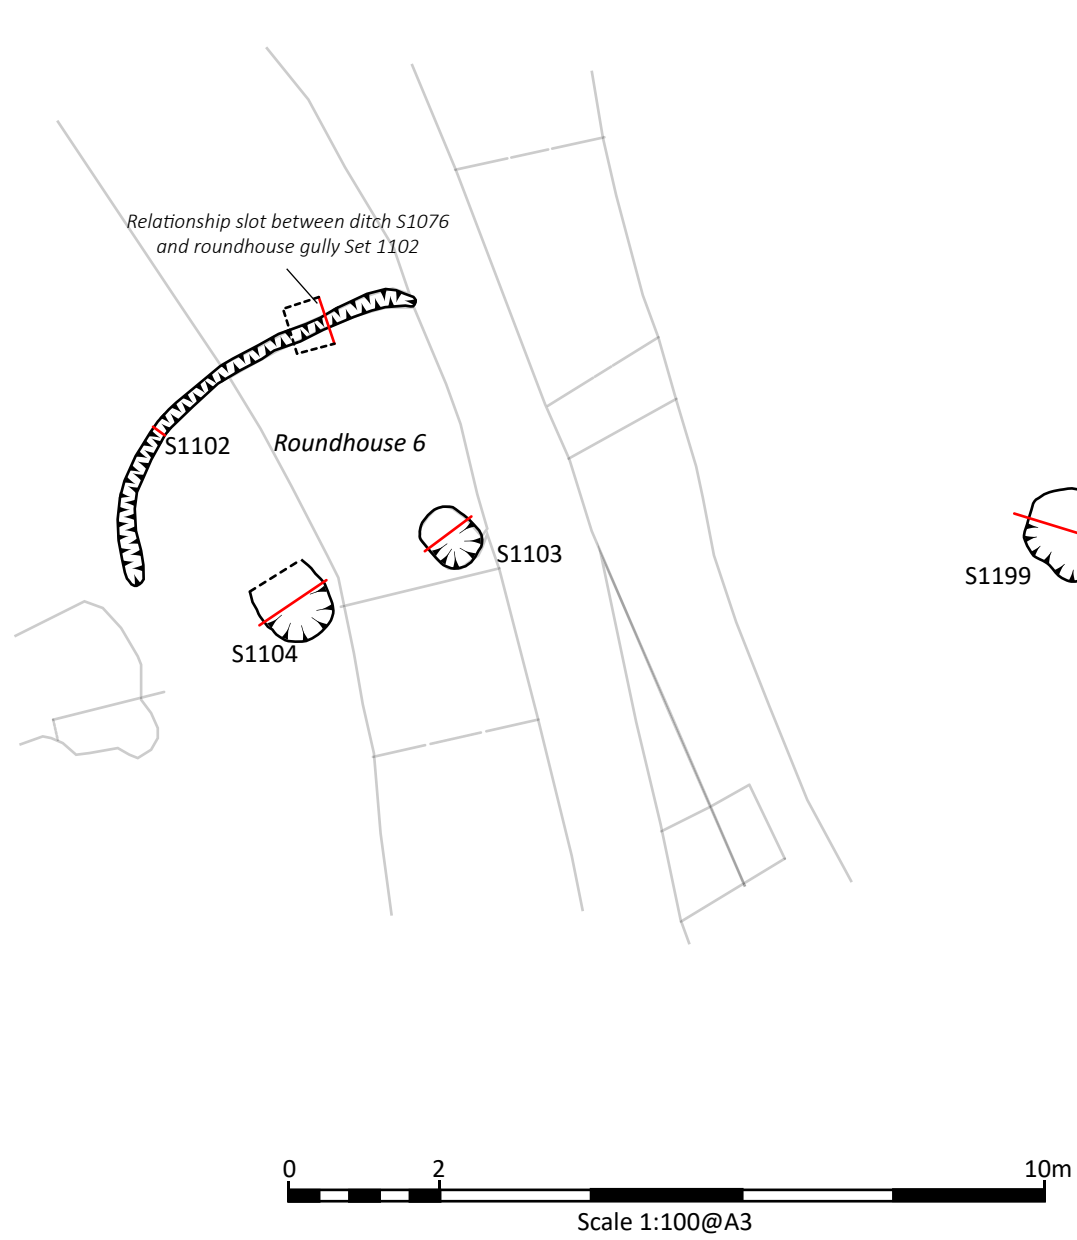 Relationship slot between ditch S1076
and roundhouse gully Set 1102
S1102
Roundhouse 6
S1103
S1199
S1104
0 2 10m
Scale 1:100@A3